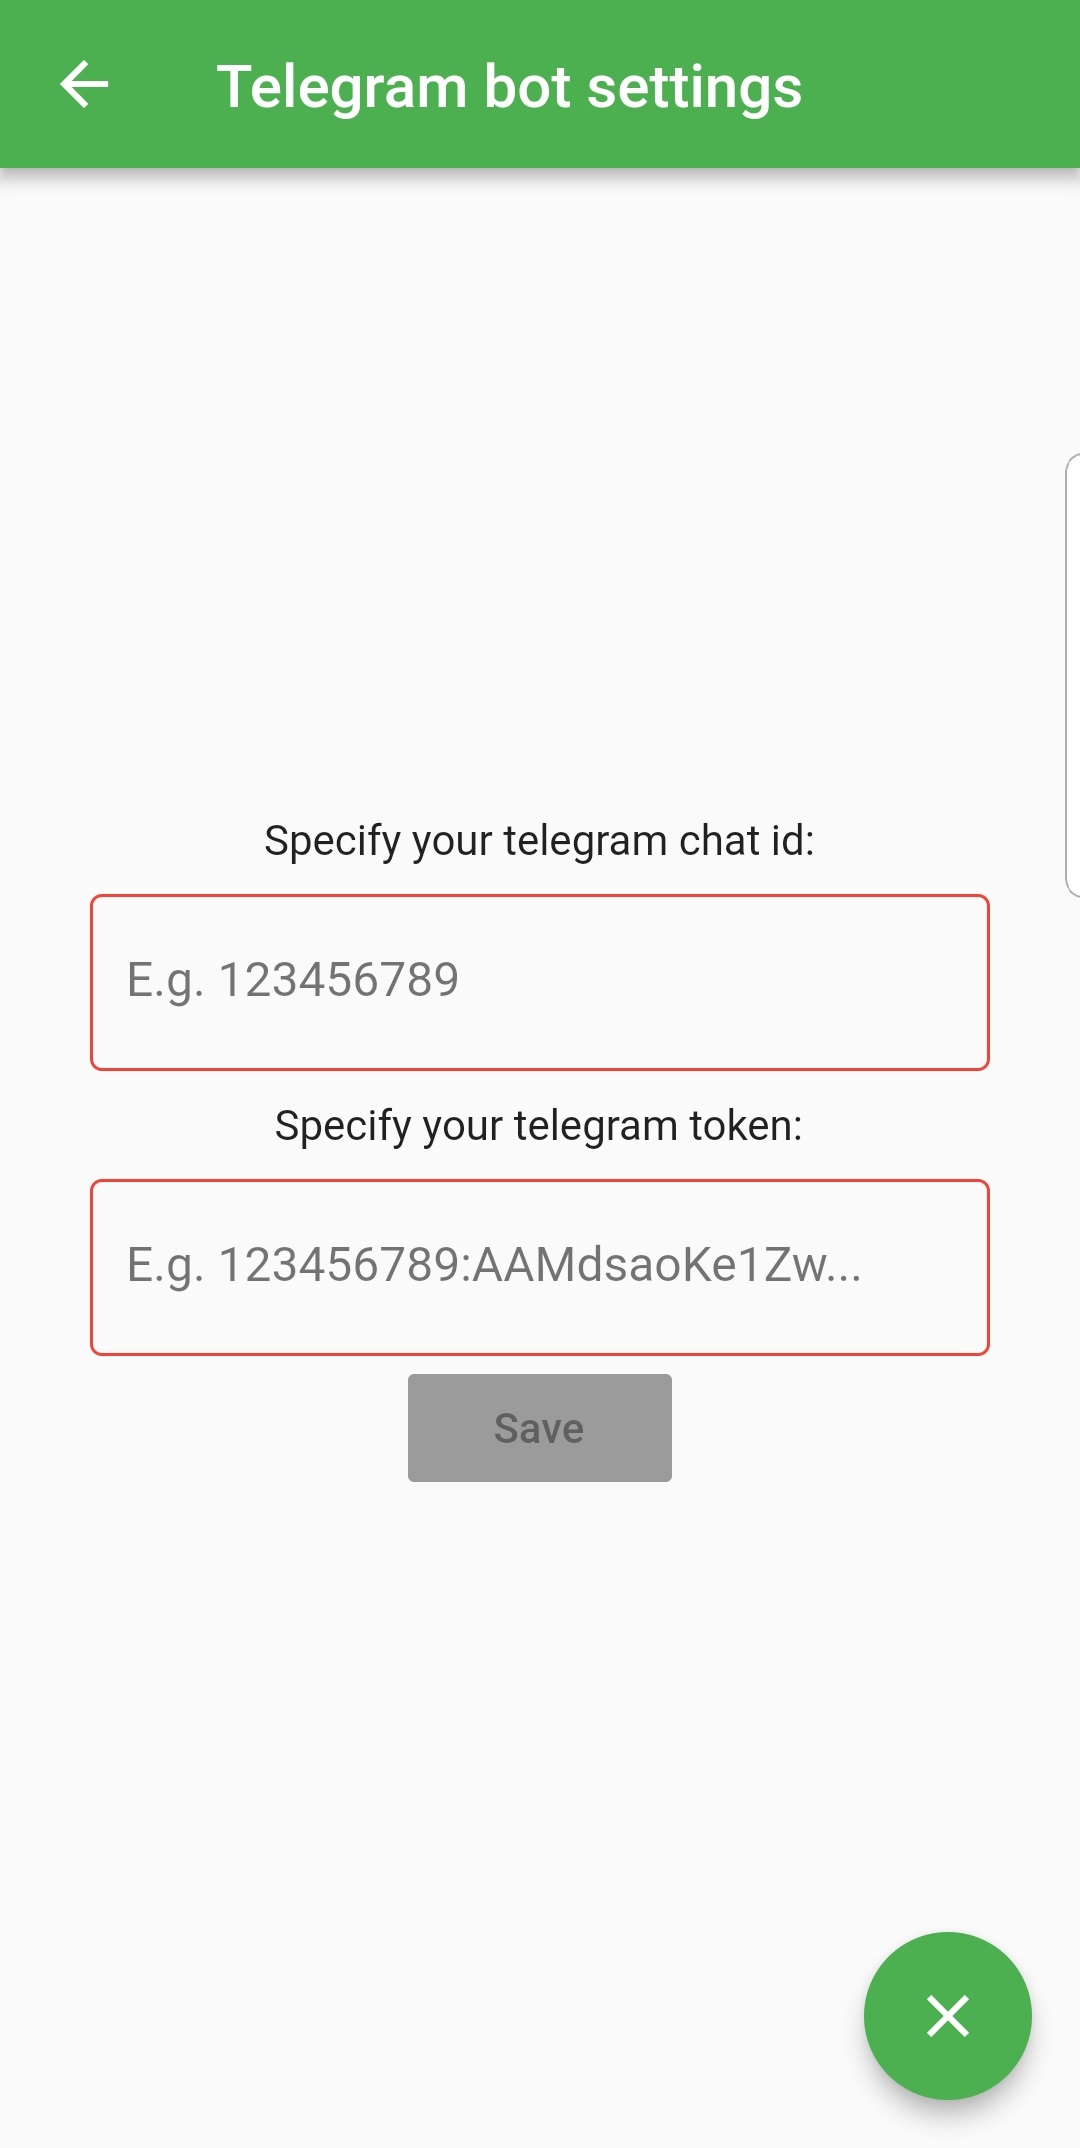 Telegram bot settings
Specify your telegram chat id:
E.g. 123456789
Specify your telegram token:
E.g. 123456789:AAMdsaoKe1Zw...
Save